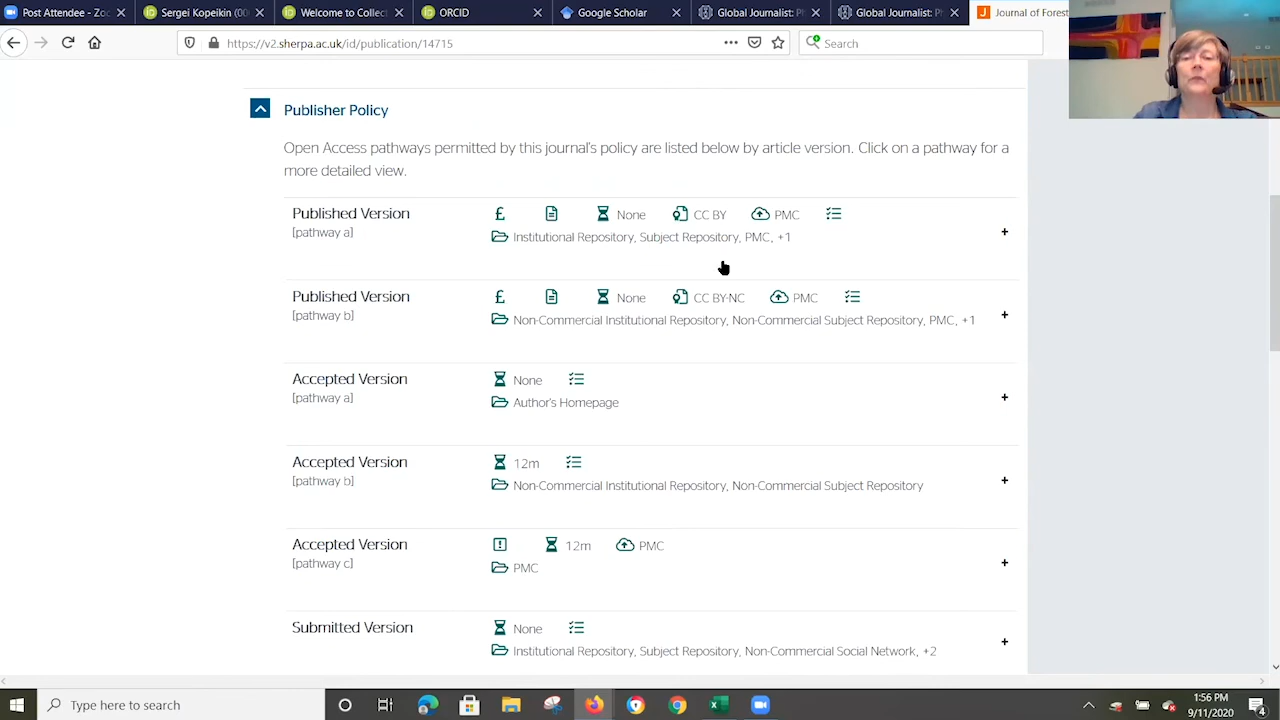 Post Attendee - Zoo
Sergei Kopeikin (00
Welcome to Collec
ORCID
Google Scholar
Global Journalist: Ph
Global Journalist: Ph
Journal of Forest
https://v2.sherpa.ac.uk/id/publication/14715
Search
Publisher Policy
Open Access pathways permitted by this journal's policy are listed below by article version. Click on a pathway for a
more detailed view.
Published Version
£ None CC BY PMC
[pathway a]
Institutional Repository, Subject Repository, PMC, +1
+
Published Version
£ None CC BY-NC PMC
[pathway b]
Non-Commercial Institutional Repository, Non-Commercial Subject Repository, PMC, +1
+
Accepted Version
None
[pathway a]
Author's Homepage
+
Accepted Version
12m
[pathway b]
Non-Commercial Institutional Repository, Non-Commercial Subject Repository
+
Accepted Version
12m PMC
[pathway c]
PMC
+
Submitted Version
None
Institutional Repository, Subject Repository, Non-Commercial Social Network, +2
+
Type here to search
1:56 PM
9/11/2020
4